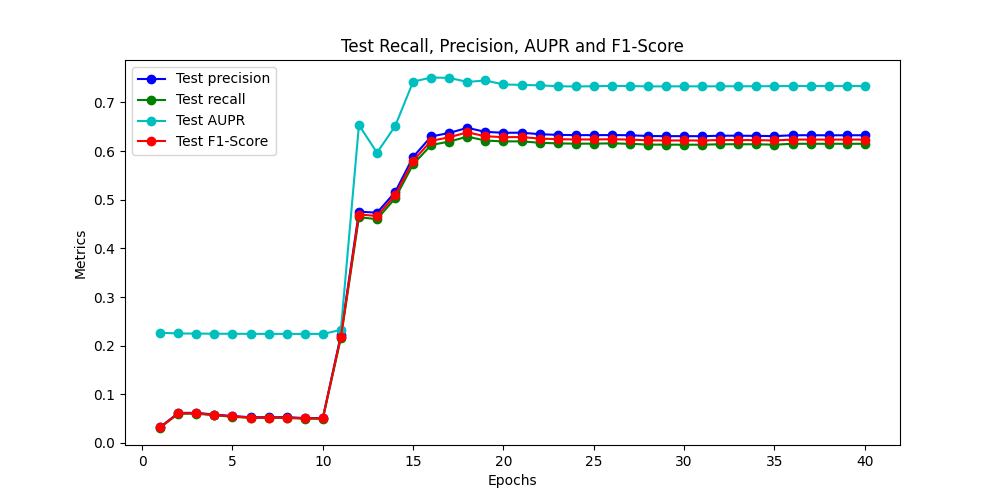 Test Recall, Precision, AUPR and F1-Score
Test precision
Test recall
Test AUPR
Test F1-Score
Metrics
0.7
0.6
0.5
0.4
0.3
0.2
0.1
0.0
0 5 10 15 20 25 30 35 40
Epochs